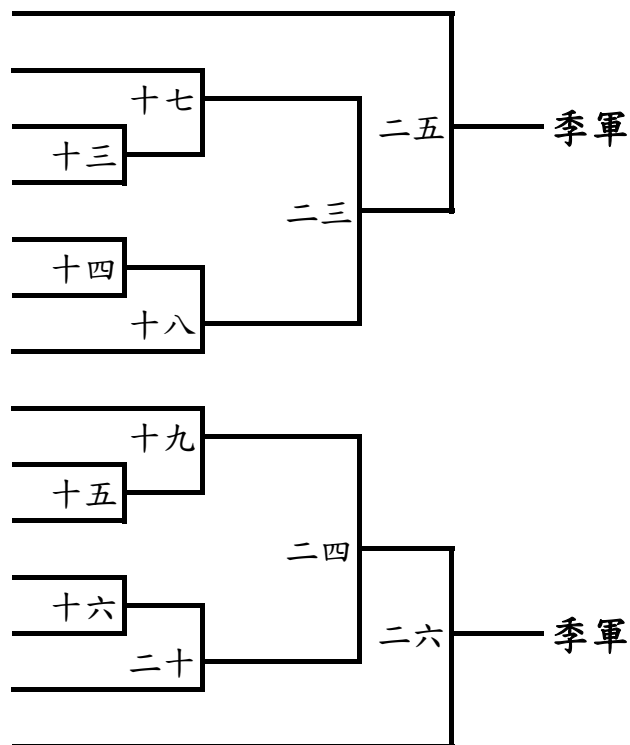 十七
二五 季軍
十三
二三
十四
十八
十九
十五
二四
十六
二六 季軍
二十